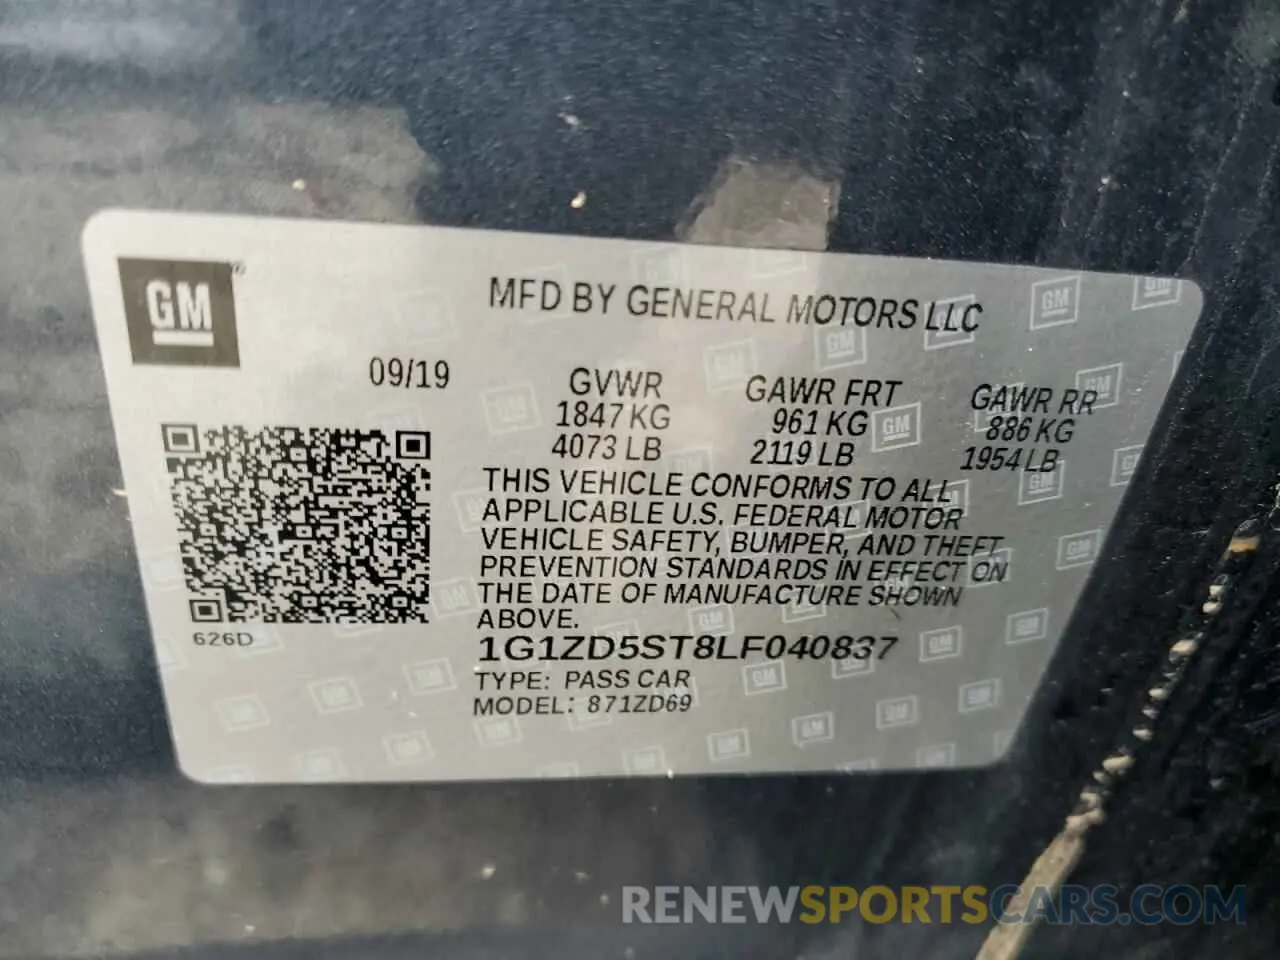 GM®
MFD BY GENERAL MOTORS LLC
09/19
GVWR
1847 KG
4073 LB
GAWR FRT
961 KG
2119 LB
GAWR RR
886 KG
1954 LB
THIS VEHICLE CONFORMS TO ALL
APPLICABLE U.S. FEDERAL MOTOR
VEHICLE SAFETY, BUMPER, AND THEFT
PREVENTION STANDARDS IN EFFECT ON
THE DATE OF MANUFACTURE SHOWN
ABOVE.
626D
1G1ZD5ST8LF040837
TYPE: PASS CAR
MODEL: 871ZD69
RENEWSPORTSCARS.COM